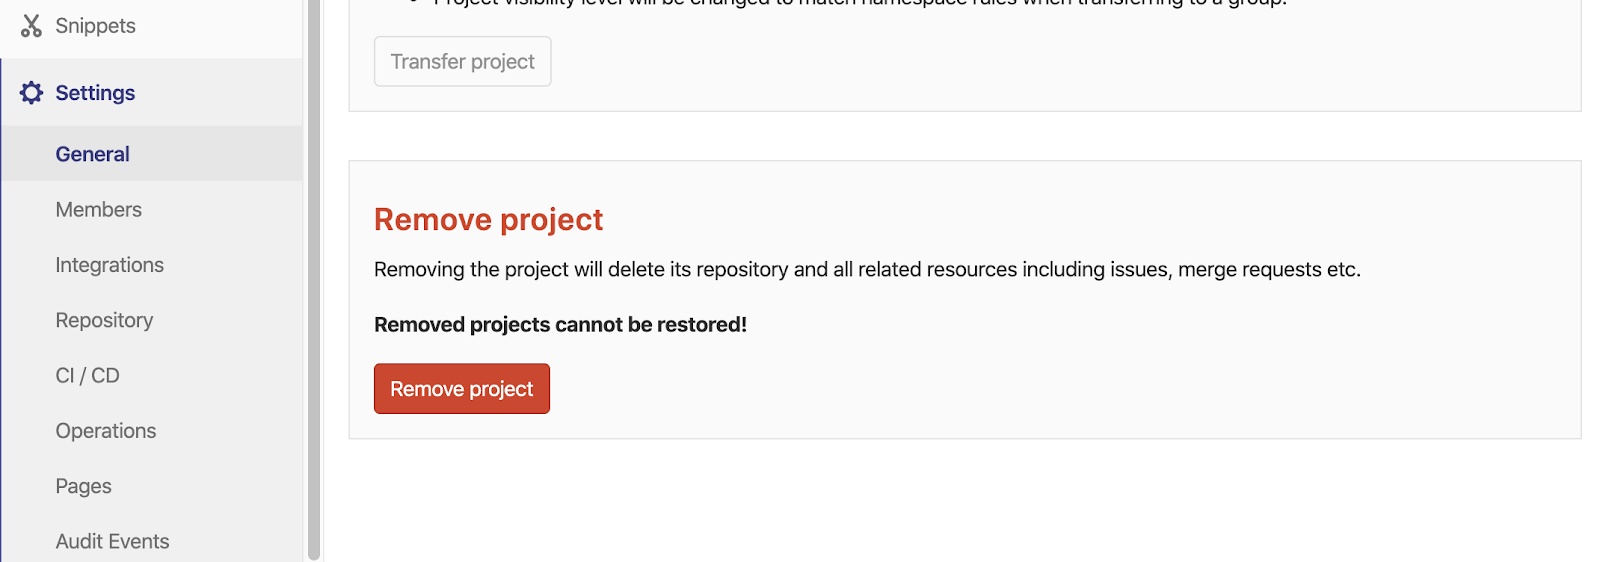 Snippets
Settings
General
Members
Integrations
Repository
CI / CD
Operations
Pages
Audit Events
Project visibility level will be changed to match namespace rules when transferring to a group.
Transfer project
Remove project
Removing the project will delete its repository and all related resources including issues, merge requests etc.
Removed projects cannot be restored!
Remove project